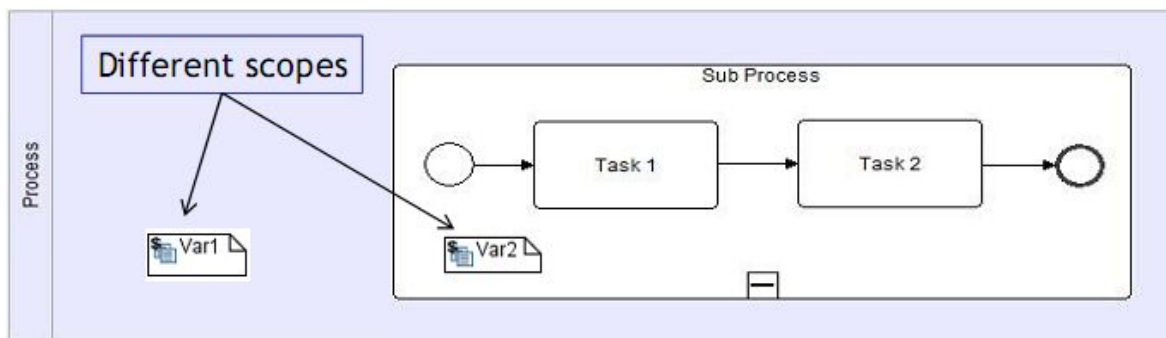 Different scopes
Sub Process
Process
Task 1
Task 2
$ Var1
$ Var2